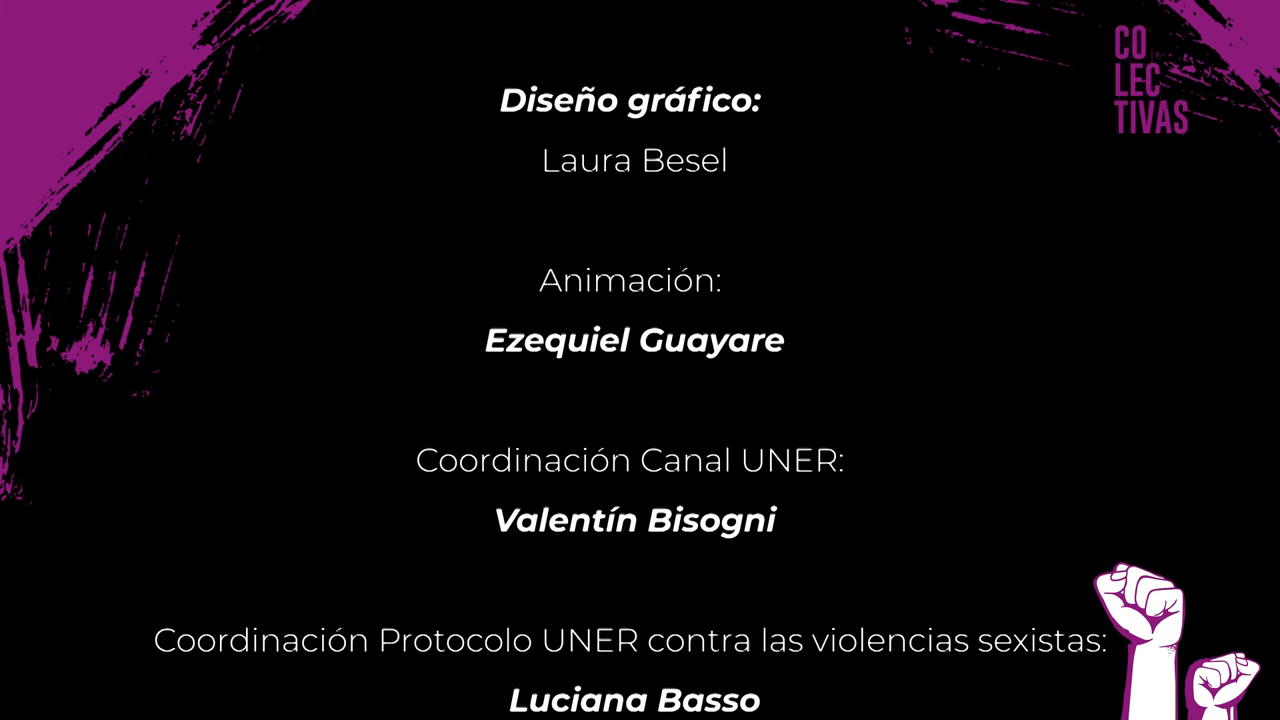 CO
LEC
TIVAS
Diseño gráfico:
Laura Besel
Animación:
Ezequiel Guayare
Coordinación Canal UNER:
Valentín Bisogni
Coordinación Protocolo UNER contra las violencias sexistas:
Luciana Basso